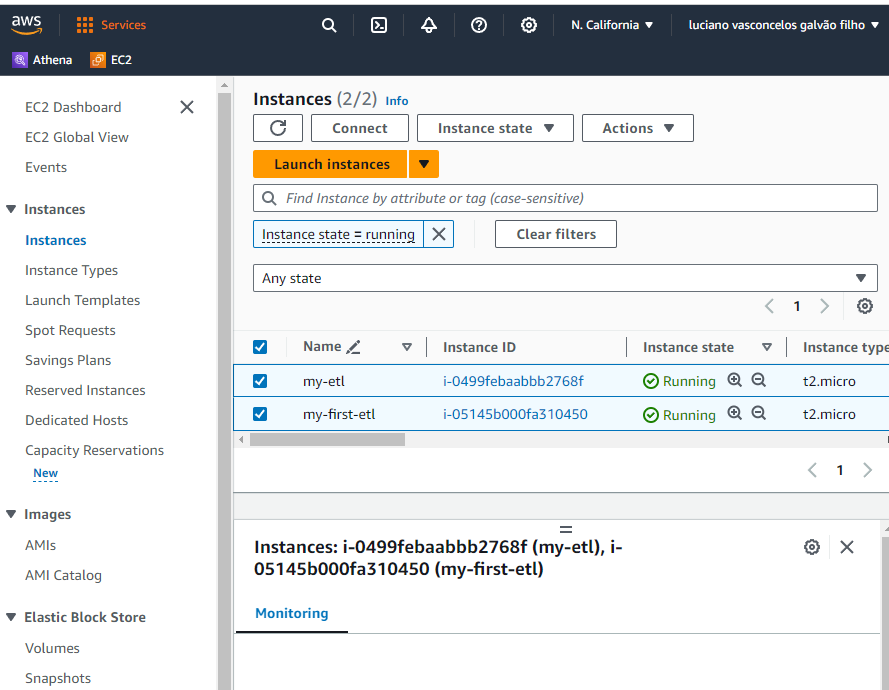 aws
Services
N. California
luciano vasconcelos galvão filho
Athena
EC2
EC2 Dashboard
EC2 Global View
Events
Instances
Instances
Instance Types
Launch Templates
Spot Requests
Savings Plans
Reserved Instances
Dedicated Hosts
Capacity Reservations
New
Images
AMIs
AMI Catalog
Elastic Block Store
Volumes
Snapshots
Instances (2/2) Info
Connect
Instance state
Actions
Launch instances
Find Instance by attribute or tag (case-sensitive)
Instance state = running
Clear filters
Any state
1
Name Instance ID Instance state Instance type
my-etl i-0499febaabbb2768f Running t2.micro
my-first-etl i-05145b000fa310450 Running t2.micro
1
Instances: i-0499febaabbb2768f (my-etl), i-
05145b000fa310450 (my-first-etl)
Monitoring